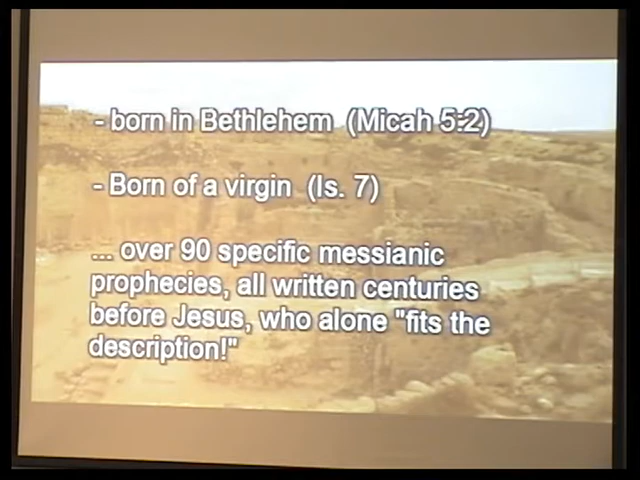 - born in Bethlehem (Micah 5:2)
- Born of a virgin (Is. 7)
... over 90 specific messianic
prophecies, all written centuries
before Jesus, who alone "fits the
description!"